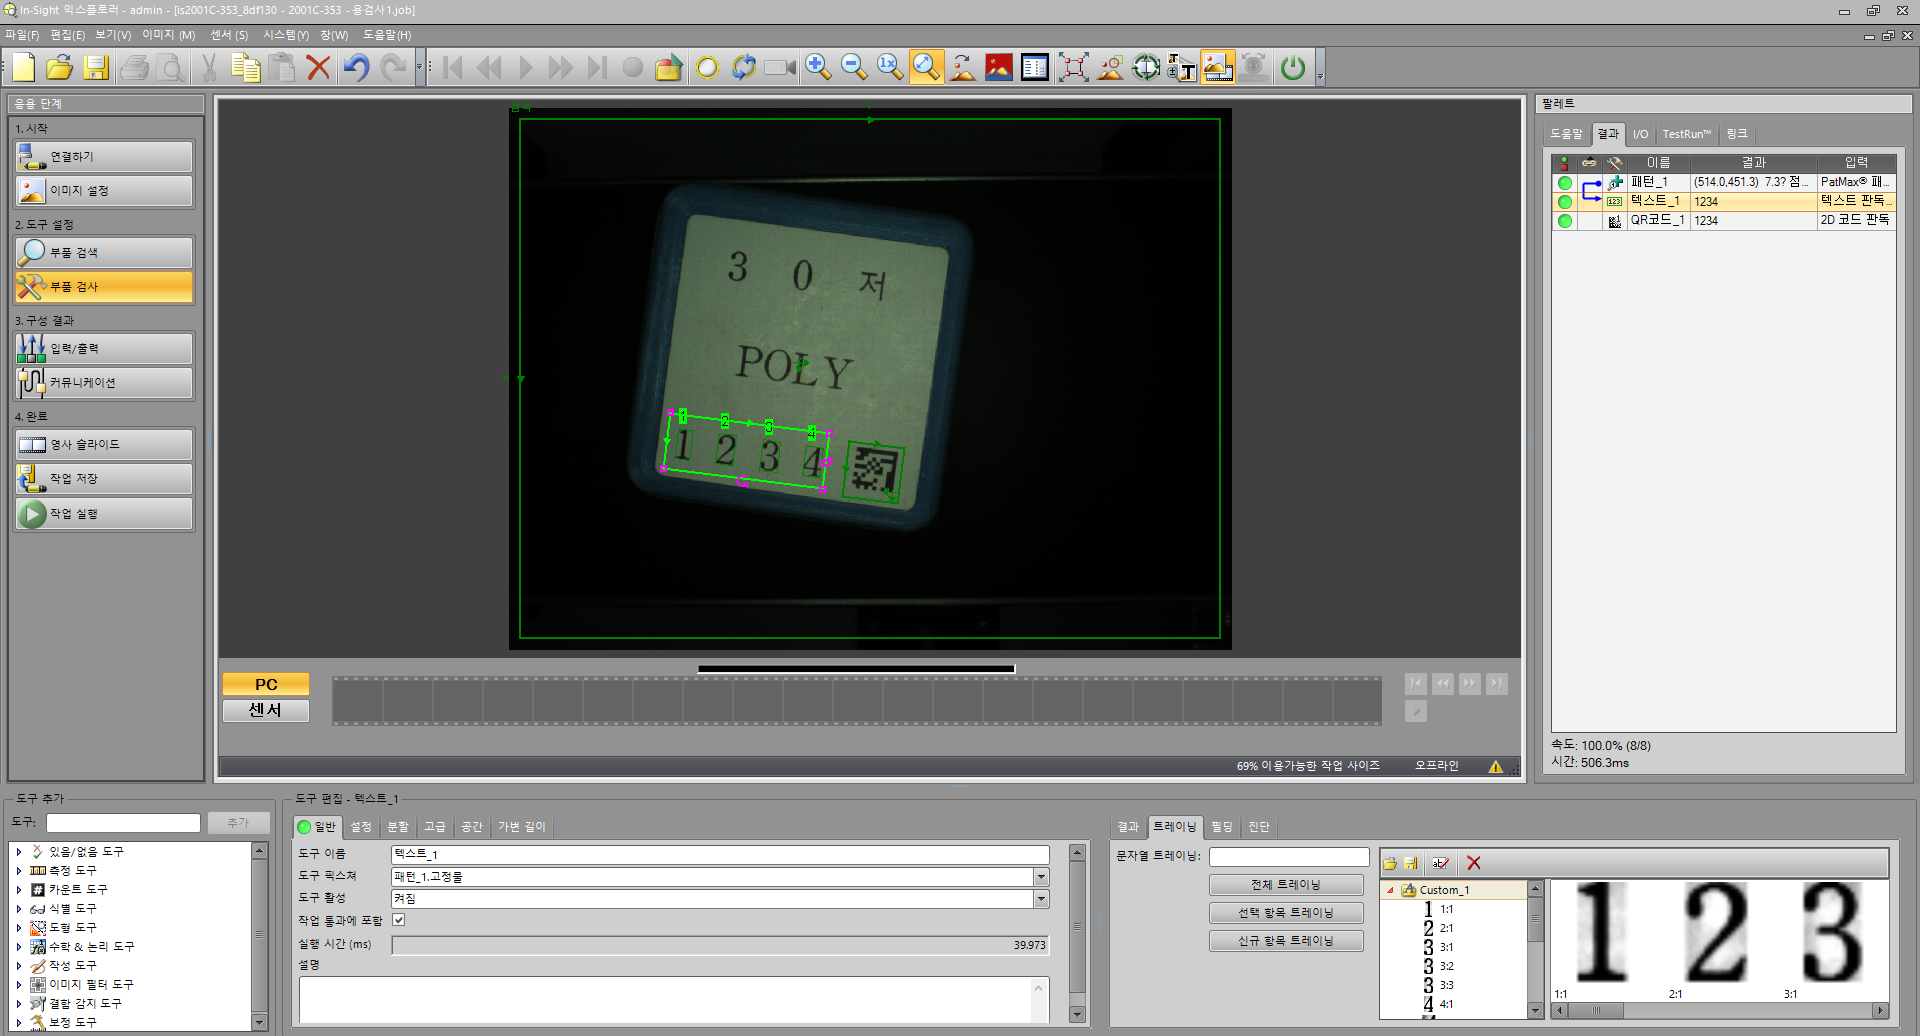 In-Sight 익스플로러 - admin - [is2001C-353_8df130 - 2001C-353 - 용검사1.job]
파일(F) 편집(E) 보기(V) 이미지 (M) 센서 (S) 시스템(Y) 창(W) 도움말(H)
응용 단계
1. 시작
연결하기
이미지 설정
2. 도구 설정
부품 검색
부품 검사
3. 구성 결과
입력/출력
커뮤니케이션
4. 완료
영사 슬라이드
작업 저장
작업 실행
3 0 저
POLY
1 2 3 4
1 2 3 4
PC
센서
69% 이용가능한 작업 사이즈 오프라인
팔레트
도움말 결과 I/O TestRun™ 링크
이름 결과 입력
패턴_1 (514.0,451.3) 7.3? 점... PatMax® 패...
텍스트_1 1234 텍스트 판독...
QR코드_1 1234 2D 코드 판독
속도: 100.0% (8/8)
시간: 506.3ms
도구 추가
도구: 추가
있음/없음 도구
측정 도구
카운트 도구
식별 도구
도형 도구
수학 & 논리 도구
작성 도구
이미지 필터 도구
결함 감지 도구
보정 도구
도구 편집 - 텍스트_1
일반 설정 분할 고급 공간 가변 길이
도구 이름 텍스트_1
도구 픽스쳐 패턴_1.고정물
도구 활성 켜짐
작업 통과에 포함
실행 시간 (ms) 39.973
설명
결과 트레이닝 필딩 진단
문자열 트레이닝:
전체 트레이닝
선택 항목 트레이닝
신규 항목 트레이닝
Custom_1
1 1:1
2 2:1
3 3:1
3 3:2
3 3:3
4 4:1
1 2 3
1:1 2:1 3:1